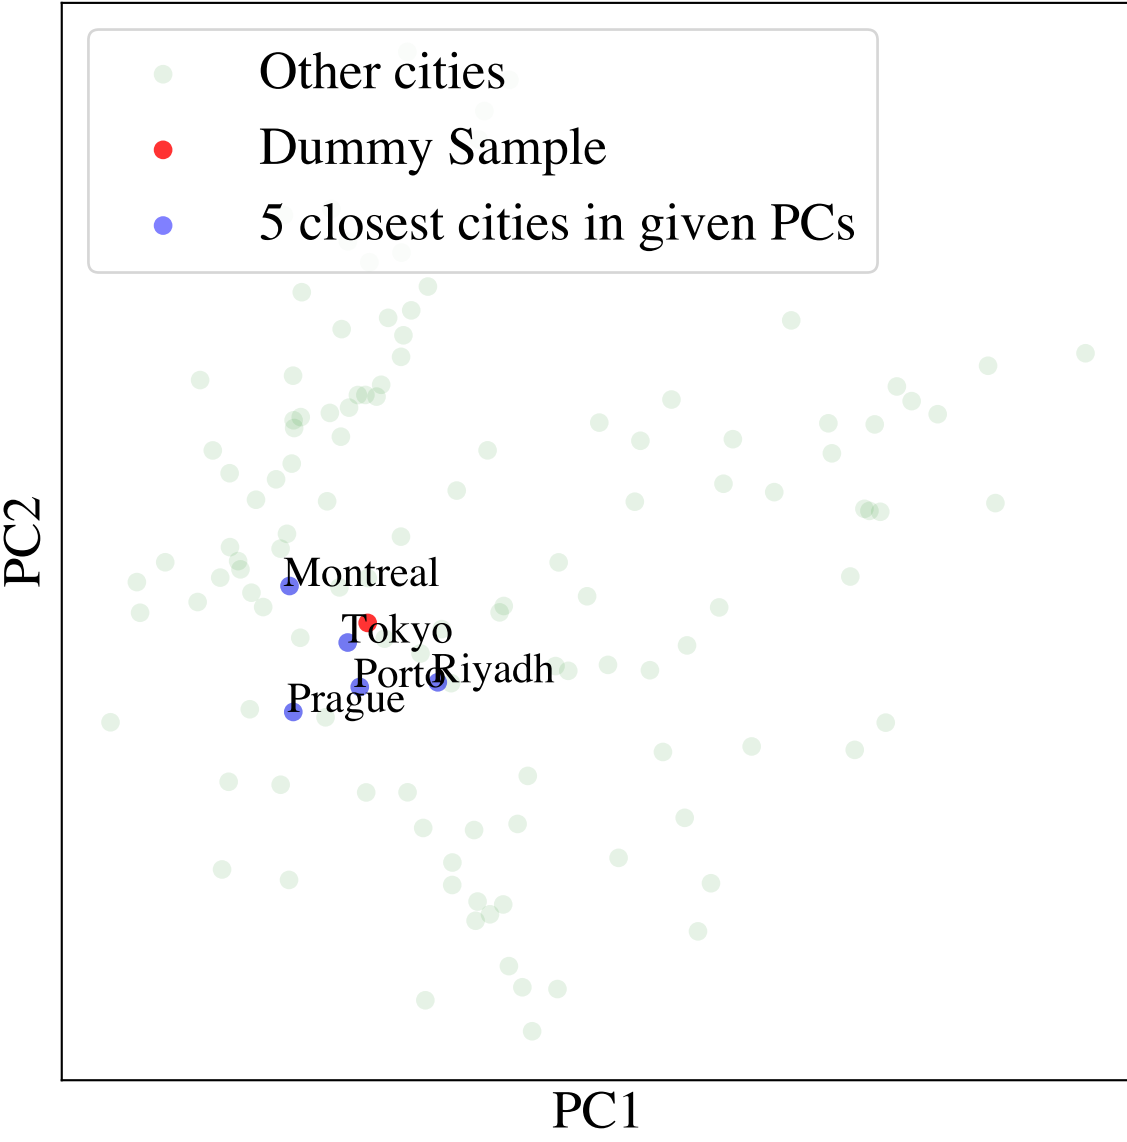 Other cities
Dummy Sample
5 closest cities in given PCs
Montreal
Tokyo
Porto
Riyadh
Prague
PC2
PC1